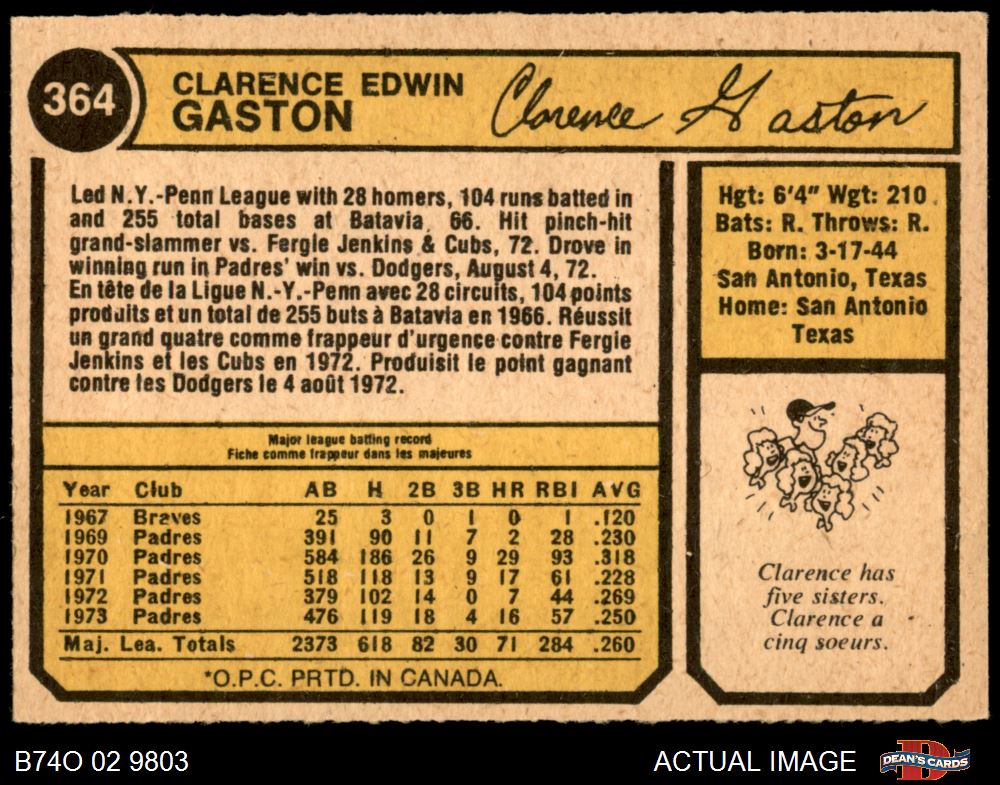 364
CLARENCE EDWIN
GASTON
Clarence Gaston
Led N.Y.-Penn League with 28 homers, 104 runs batted in
and 255 total bases at Batavia, 66. Hit pinch-hit
grand-slammer vs. Fergie Jenkins & Cubs, 72. Drove in
winning run in Padres' win vs. Dodgers, August 4, 72.
En tête de la Ligue N.-Y.-Penn avec 28 circuits, 104 points
produits et un total de 255 buts à Batavia en 1966. Réussit
un grand quatre comme frappeur d'urgence contre Fergie
Jenkins et les Cubs en 1972. Produisit le point gagnant
contre les Dodgers le 4 août 1972.
Hgt: 6'4" Wgt: 210
Bats: R. Throws: R.
Born: 3-17-44
San Antonio, Texas
Home: San Antonio
Texas
Major league batting record
Fiche comme frappeur dans les majeures
Year Club AB H 2B 3B HR RBI AVG
1967 Braves 25 3 0 1 0 1 .120
1969 Padres 391 90 11 7 2 28 .230
1970 Padres 584 186 26 9 29 93 .318
1971 Padres 518 118 13 9 17 61 .228
1972 Padres 379 102 14 0 7 44 .269
1973 Padres 476 119 18 4 16 57 .250
Maj. Lea. Totals 2373 618 82 30 71 284 .260
*O.P.C. PRTD. IN CANADA.
Clarence has
five sisters.
Clarence a
cinq soeurs.
B74O 02 9803
ACTUAL IMAGE
D
DEAN'S CARDS